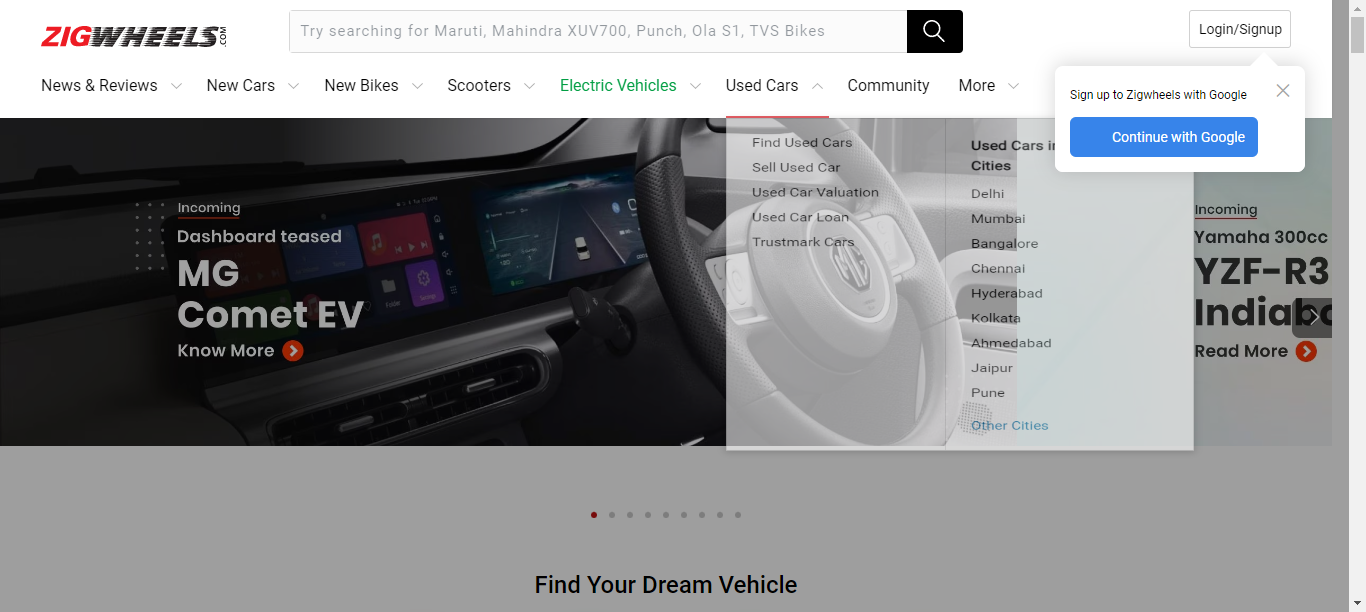 ZIGWHEELS.COM
Try searching for Maruti, Mahindra XUV700, Punch, Ola S1, TVS Bikes
Login/Signup
News & Reviews
New Cars
New Bikes
Scooters
Electric Vehicles
Used Cars
Community
More
Sign up to Zigwheels with Google
Continue with Google
Find Used Cars
Sell Used Car
Used Car Valuation
Used Car Loan
Trustmark Cars
Used Cars in
Cities
Delhi
Mumbai
Bangalore
Chennai
Hyderabad
Kolkata
Ahmedabad
Jaipur
Pune
Other Cities
Incoming
Dashboard teased
MG
Comet EV
Know More
Incoming
Yamaha 300cc
YZF-R3
Read More
Find Your Dream Vehicle